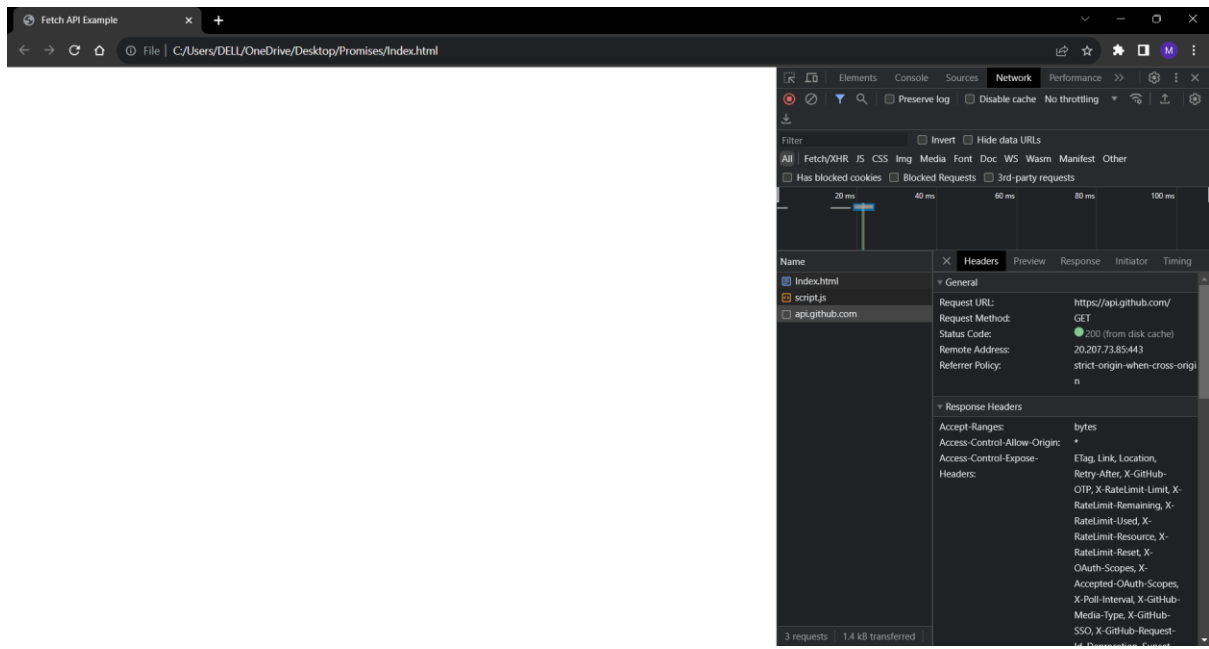 Fetch API Example
File C:/Users/DELL/OneDrive/Desktop/Promises/Index.html
M
Elements Console Sources Network Performance
Preserve log Disable cache No throttling
Filter Invert Hide data URLs
All Fetch/XHR JS CSS Img Media Font Doc WS Wasm Manifest Other
Has blocked cookies Blocked Requests 3rd-party requests
20 ms 40 ms 60 ms 80 ms 100 ms
Name Headers Preview Response Initiator Timing
Index.html
script.js
api.github.com
General
Request URL: https://api.github.com/
Request Method: GET
Status Code: 200 (from disk cache)
Remote Address: 20.207.73.85:443
Referrer Policy: strict-origin-when-cross-origi
n
Response Headers
Accept-Ranges: bytes
Access-Control-Allow-Origin: *
Access-Control-Expose- ETag, Link, Location,
Headers: Retry-After, X-GitHub-
OTP, X-RateLimit-Limit, X-
RateLimit-Remaining, X-
RateLimit-Used, X-
RateLimit-Resource, X-
RateLimit-Reset, X-
OAuth-Scopes, X-
Accepted-OAuth-Scopes,
X-Poll-Interval, X-GitHub-
Media-Type, X-GitHub-
SSO, X-GitHub-Request-
3 requests 1.4 kB transferred